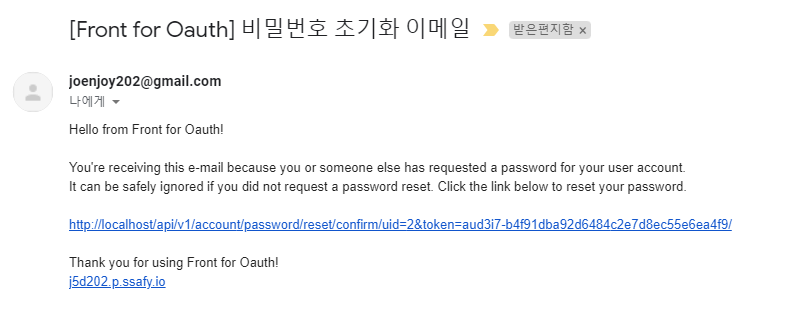 [Front for Oauth] 비밀번호 초기화 이메일 받은편지함 ×
joenjoy202@gmail.com
나에게
Hello from Front for Oauth!
You're receiving this e-mail because you or someone else has requested a password for your user account.
It can be safely ignored if you did not request a password reset. Click the link below to reset your password.
http://localhost/api/v1/account/password/reset/confirm/uid=2&token=aud3i7-b4f91dba92d6484c2e7d8ec55e6ea4f9/
Thank you for using Front for Oauth!
j5d202.p.ssafy.io